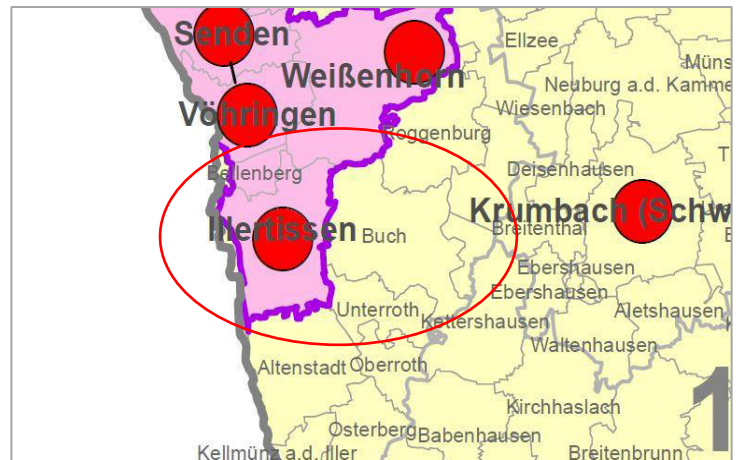 Senden
Ellzee
Müns
Weißenhorn
Neuburg a.d. Kamme
Vöhringen
Wiesenbach
Roggenburg
Bellenberg
Deisenhausen
T
Krumbach (Schw
Illertissen
Buch
Breitenthal
E
Ebershausen
Ebershausen
Unterroth
Kettershausen
Aletshausen
Waltenhausen
Altenstadt
Oberroth
1
Kirchhaslach
Osterberg
Babenhausen
Kellmünz a.d. Iller
Breitenbrunn